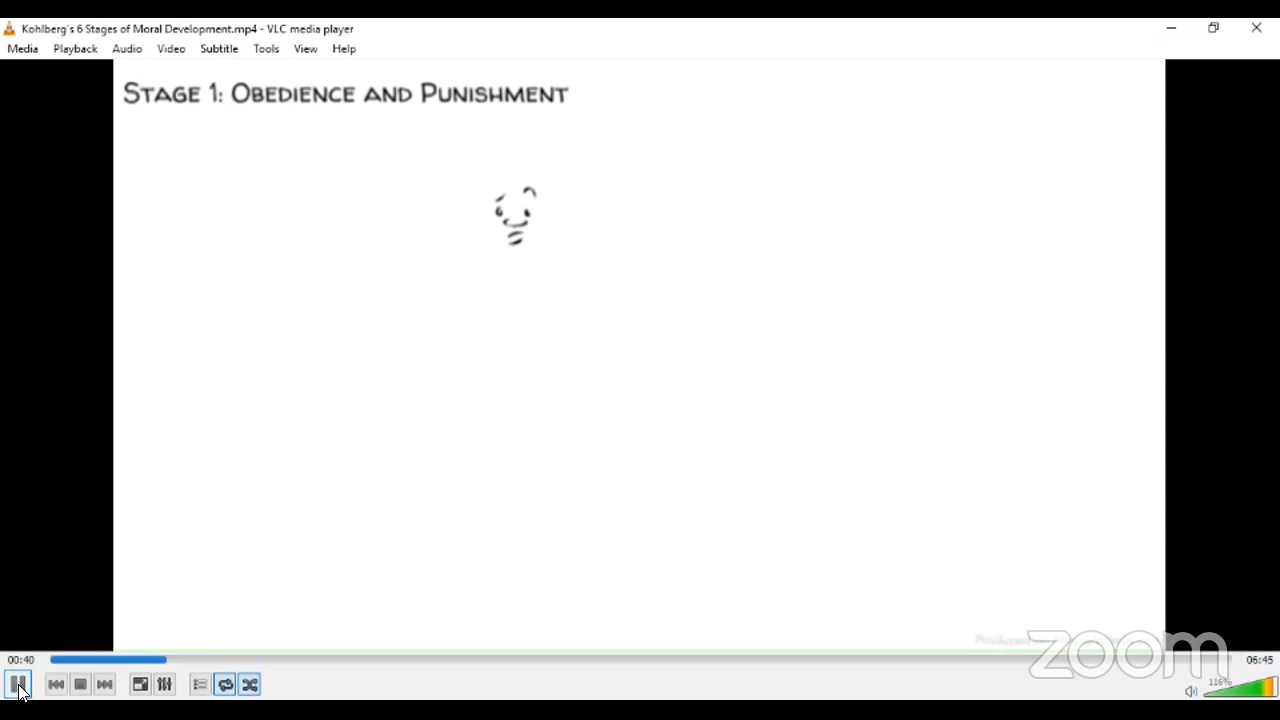 Kohlberg's 6 Stages of Moral Development.mp4 - VLC media player
Media Playback Audio Video Subtitle Tools View Help
Stage 1: Obedience and Punishment
00:40
06:45
116%
zoom